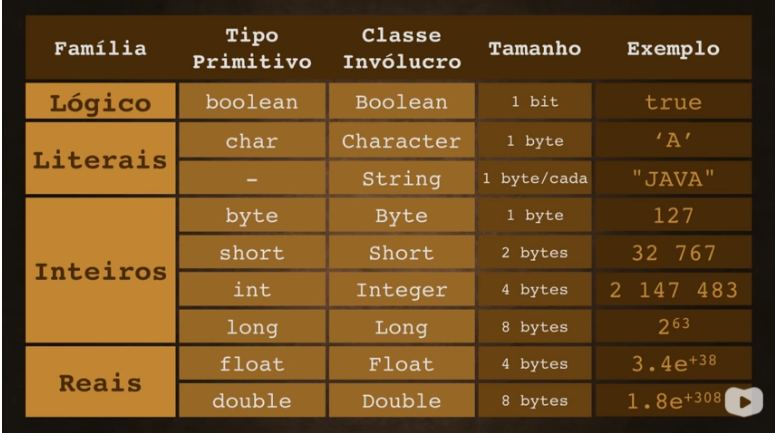 Família Tipo Primitivo Classe Invólucro Tamanho Exemplo
Lógico boolean Boolean 1 bit true
Literais char Character 1 byte ‘A’
– String 1 byte/cada "JAVA"
Inteiros byte Byte 1 byte 127
short Short 2 bytes 32 767
int Integer 4 bytes 2 147 483
long Long 8 bytes 2⁶³
Reais float Float 4 bytes 3.4e⁺³⁸
double Double 8 bytes 1.8e⁺³⁰⁸